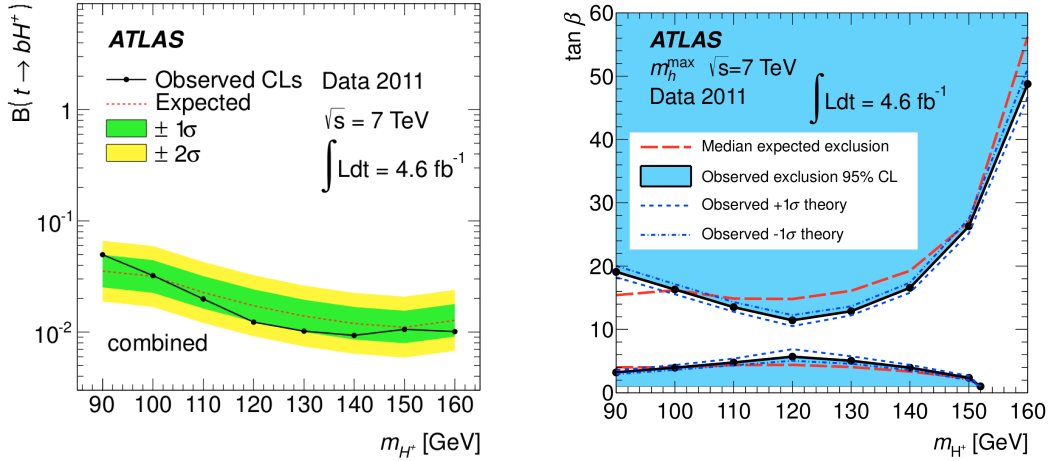 ATLAS
Observed CLs
Expected
± 1σ
± 2σ
Data 2011
√s = 7 TeV
∫Ldt = 4.6 fb⁻¹
combined
B(t → bH⁺)
1
10⁻¹
10⁻²
90 100 110 120 130 140 150 160
m_H⁺ [GeV]
ATLAS
m_h^max √s=7 TeV
Data 2011
∫Ldt = 4.6 fb⁻¹
Median expected exclusion
Observed exclusion 95% CL
Observed +1σ theory
Observed -1σ theory
tan β
60
50
40
30
20
10
0
90 100 110 120 130 140 150 160
m_H⁺ [GeV]